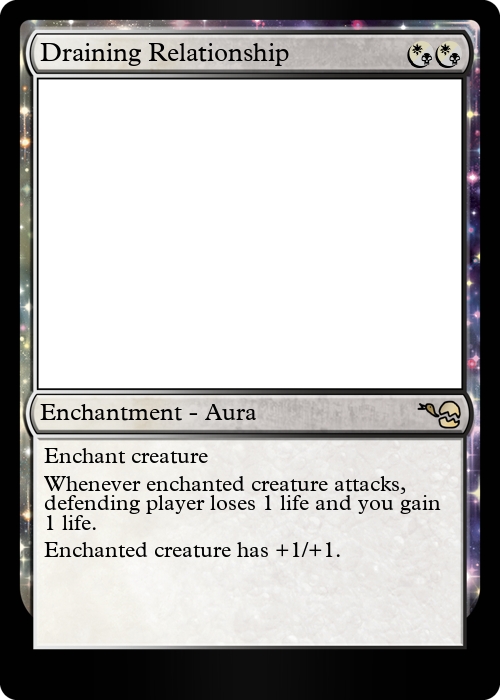 Draining Relationship
Enchantment - Aura
Enchant creature
Whenever enchanted creature attacks,
defending player loses 1 life and you gain
1 life.
Enchanted creature has +1/+1.